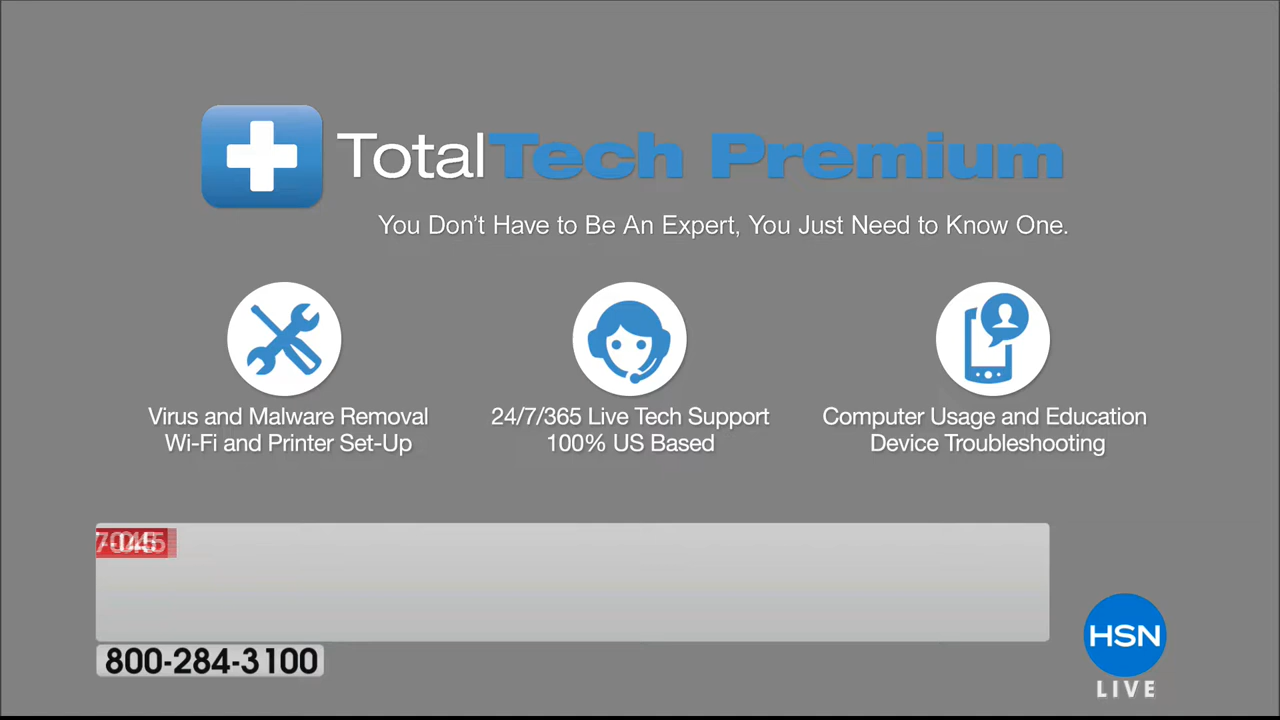 TotalTech Premium
You Don't Have to Be An Expert, You Just Need to Know One.
Virus and Malware Removal
Wi-Fi and Printer Set-Up
24/7/365 Live Tech Support
100% US Based
Computer Usage and Education
Device Troubleshooting
800-284-3100
HSN
LIVE